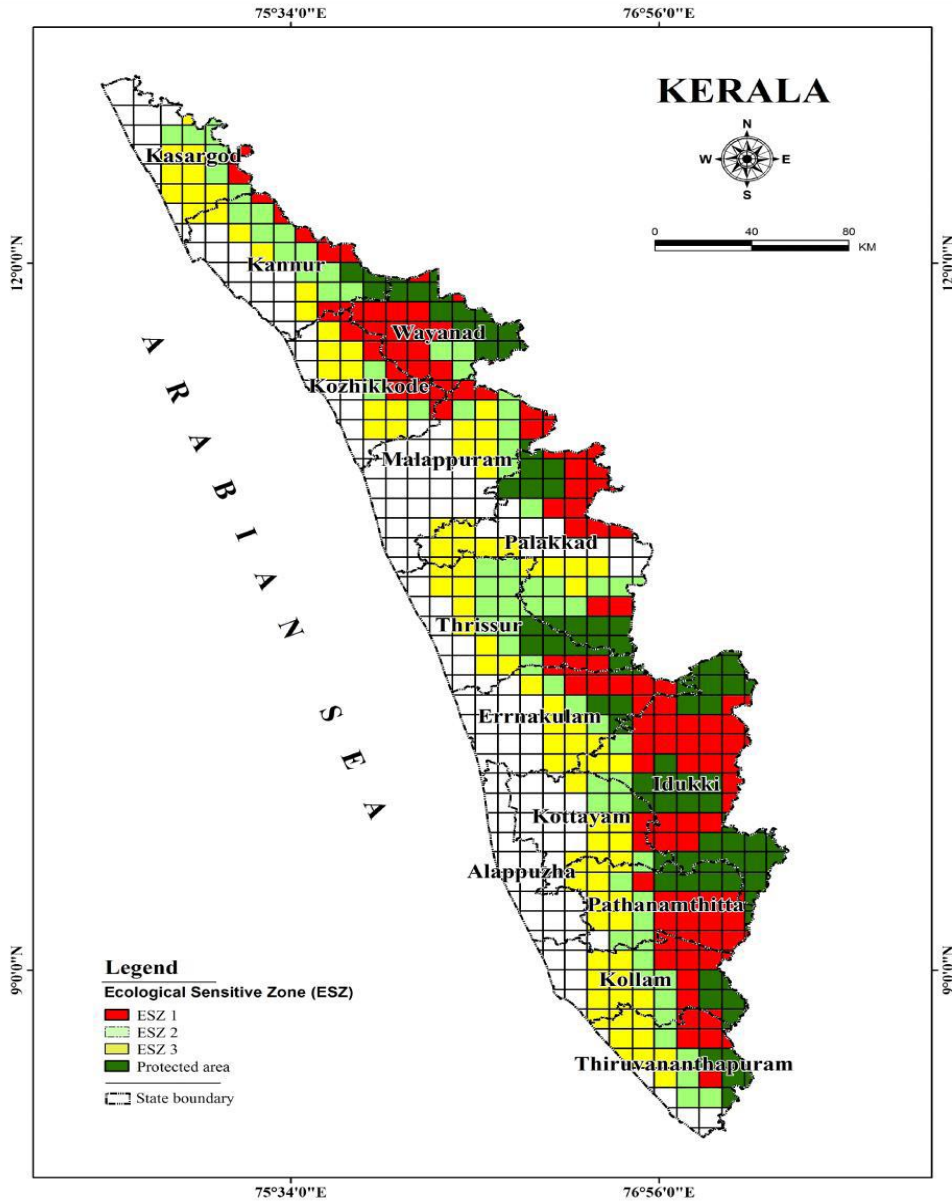 75°34'0"E 76°56'0"E
KERALA
N
W E
S
0 40 80
KM
12°0'0"N 12°0'0"N
Kasargod
Kannur
Wayanad
Kozhikkode
Malappuram
Palakkad
Thrissur
Errnakulam
Idukki
Kottayam
Alappuzha
Pathanamthitta
Kollam
Thiruvananthapuram
ARABIAN SEA
9°0'0"N 9°0'0"N
Legend
Ecological Sensitive Zone (ESZ)
ESZ 1
ESZ 2
ESZ 3
Protected area
State boundary
75°34'0"E 76°56'0"E